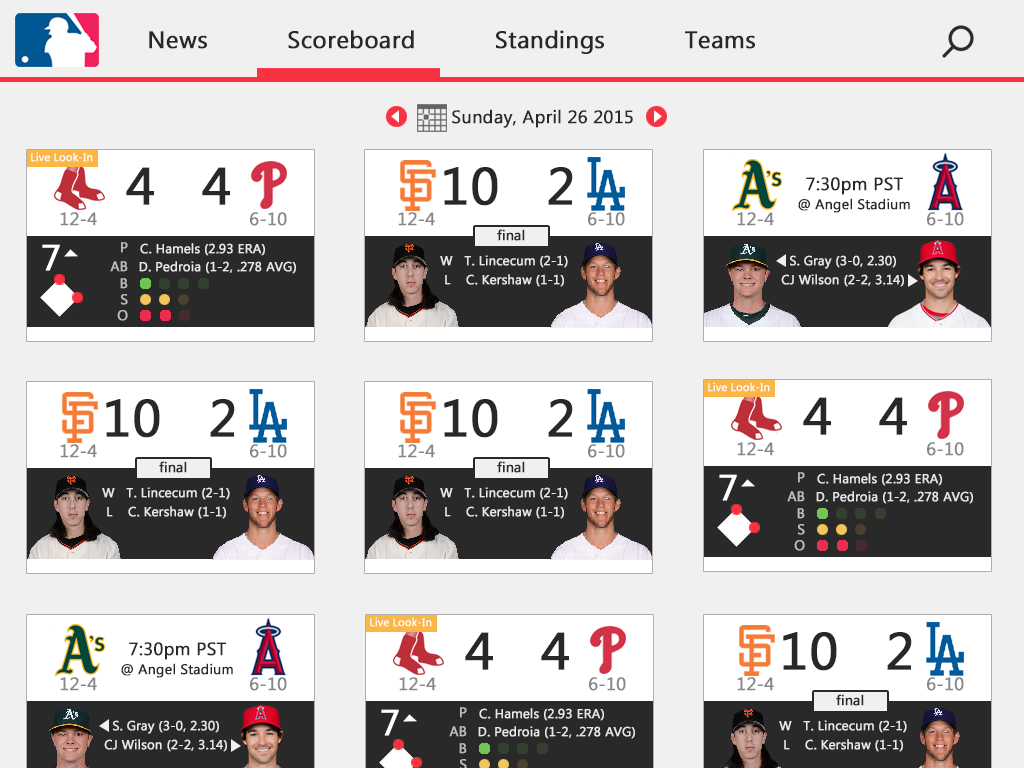 News Scoreboard Standings Teams
Sunday, April 26 2015
Live Look-In
4 4 P
12-4 6-10
7
P C. Hamels (2.93 ERA)
AB D. Pedroia (1-2, .278 AVG)
B
S
O
SF 10 2 LA
12-4 6-10
final
W T. Lincecum (2-1)
L C. Kershaw (1-1)
A's 7:30pm PST A
@ Angel Stadium
12-4 6-10
S. Gray (3-0, 2.30)
CJ Wilson (2-2, 3.14)
SF 10 2 LA
12-4 6-10
final
W T. Lincecum (2-1)
L C. Kershaw (1-1)
SF 10 2 LA
12-4 6-10
final
W T. Lincecum (2-1)
L C. Kershaw (1-1)
Live Look-In
4 4 P
12-4 6-10
7
P C. Hamels (2.93 ERA)
AB D. Pedroia (1-2, .278 AVG)
B
S
O
A's 7:30pm PST A
@ Angel Stadium
12-4 6-10
S. Gray (3-0, 2.30)
CJ Wilson (2-2, 3.14)
Live Look-In
4 4 P
12-4 6-10
7
P C. Hamels (2.93 ERA)
AB D. Pedroia (1-2, .278 AVG)
B
S
SF 10 2 LA
12-4 6-10
final
W T. Lincecum (2-1)
L C. Kershaw (1-1)